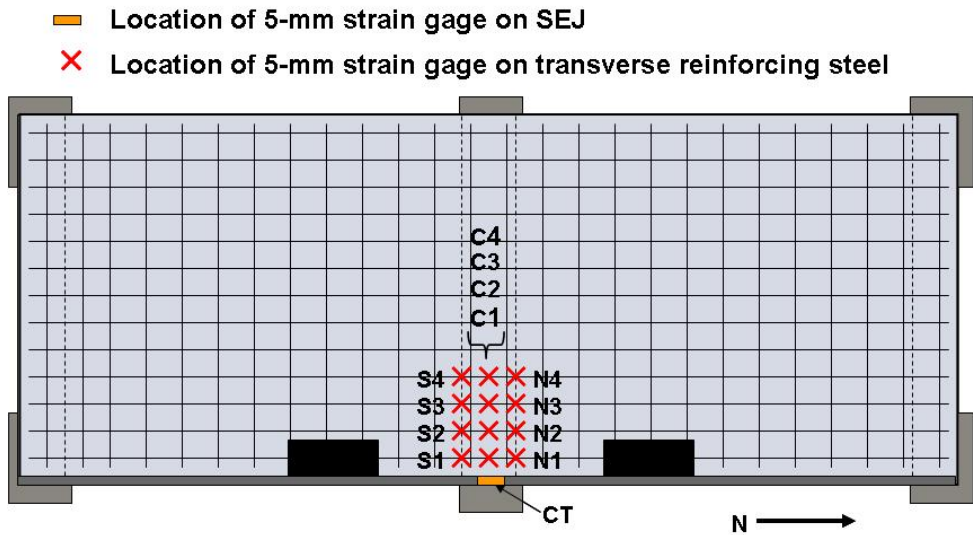 Location of 5-mm strain gage on SEJ
Location of 5-mm strain gage on transverse reinforcing steel
C4
C3
C2
C1
S4 N4
S3 N3
S2 N2
S1 N1
CT
N